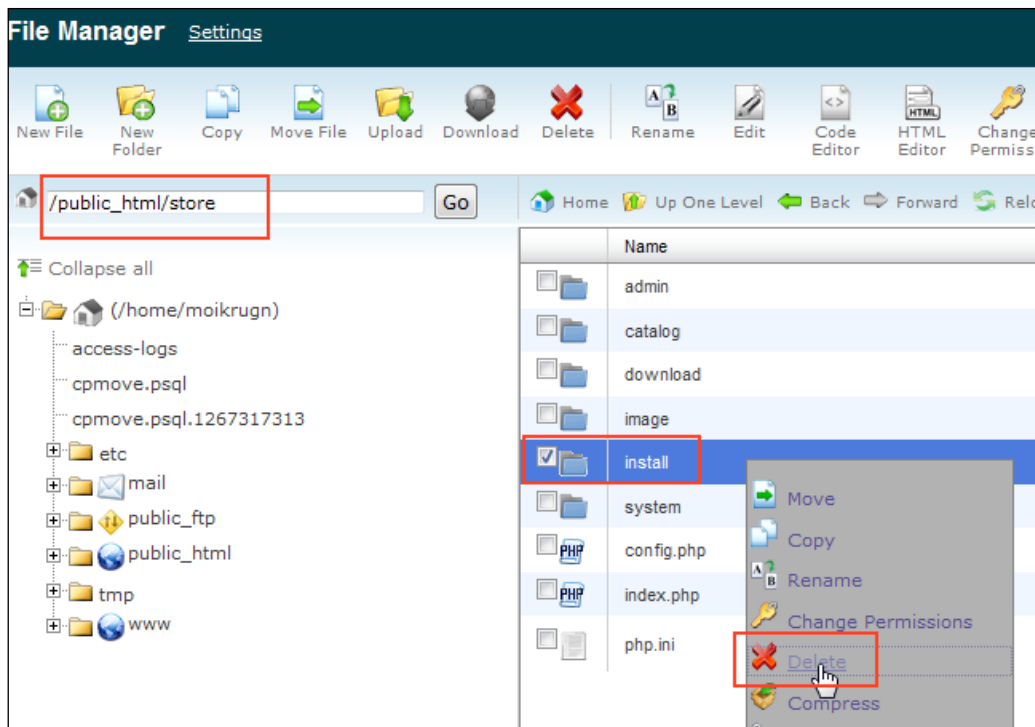 File Manager Settings
New File New Folder Copy Move File Upload Download Delete Rename Edit Code Editor HTML Editor Change Permiss
/public_html/store Go Home Up One Level Back Forward Relo
Collapse all
(/home/moikrugn)
access-logs
cpmove.psql
cpmove.psql.1267317313
etc
mail
public_ftp
public_html
tmp
www
Name
admin
catalog
download
image
install
system
config.php
index.php
php.ini
Move
Copy
Rename
Change Permissions
Delete
Compress